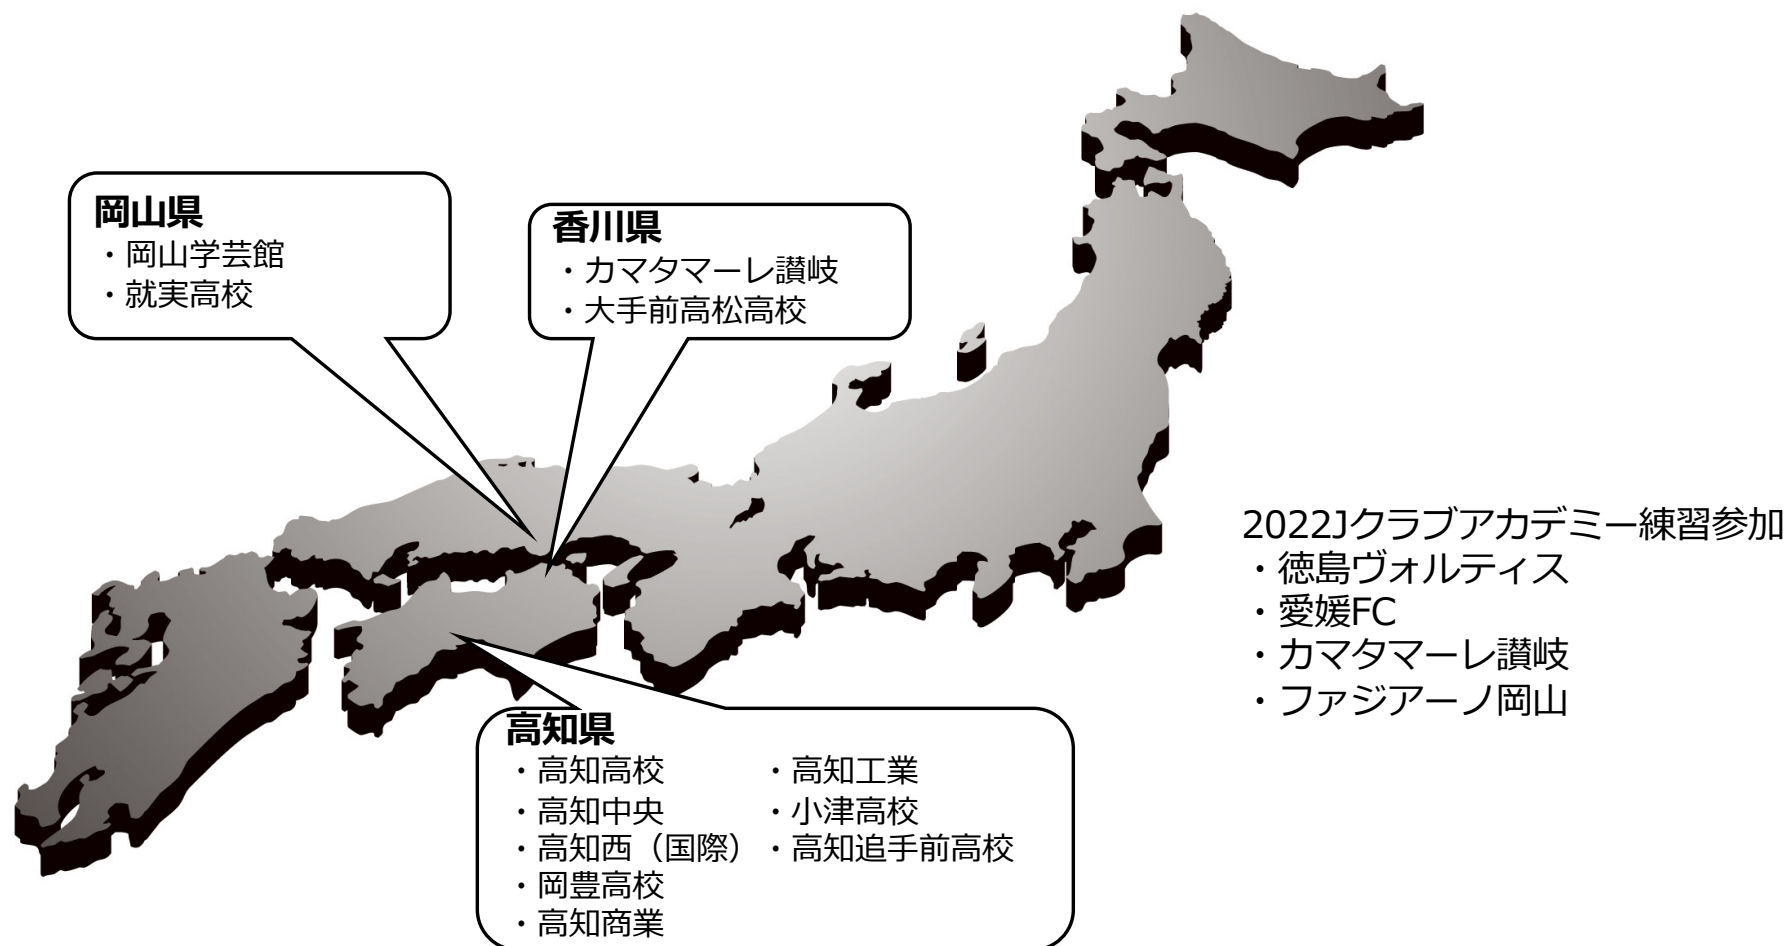 岡山県
・岡山学芸館
・就実高校
香川県
・カマタマーレ讃岐
・大手前高松高校
2022Jクラブアカデミー練習参加
・徳島ヴォルティス
・愛媛FC
・カマタマーレ讃岐
・ファジアーノ岡山
高知県
・高知高校
・高知中央
・高知西（国際）
・岡豊高校
・高知商業
・高知工業
・小津高校
・高知追手前高校